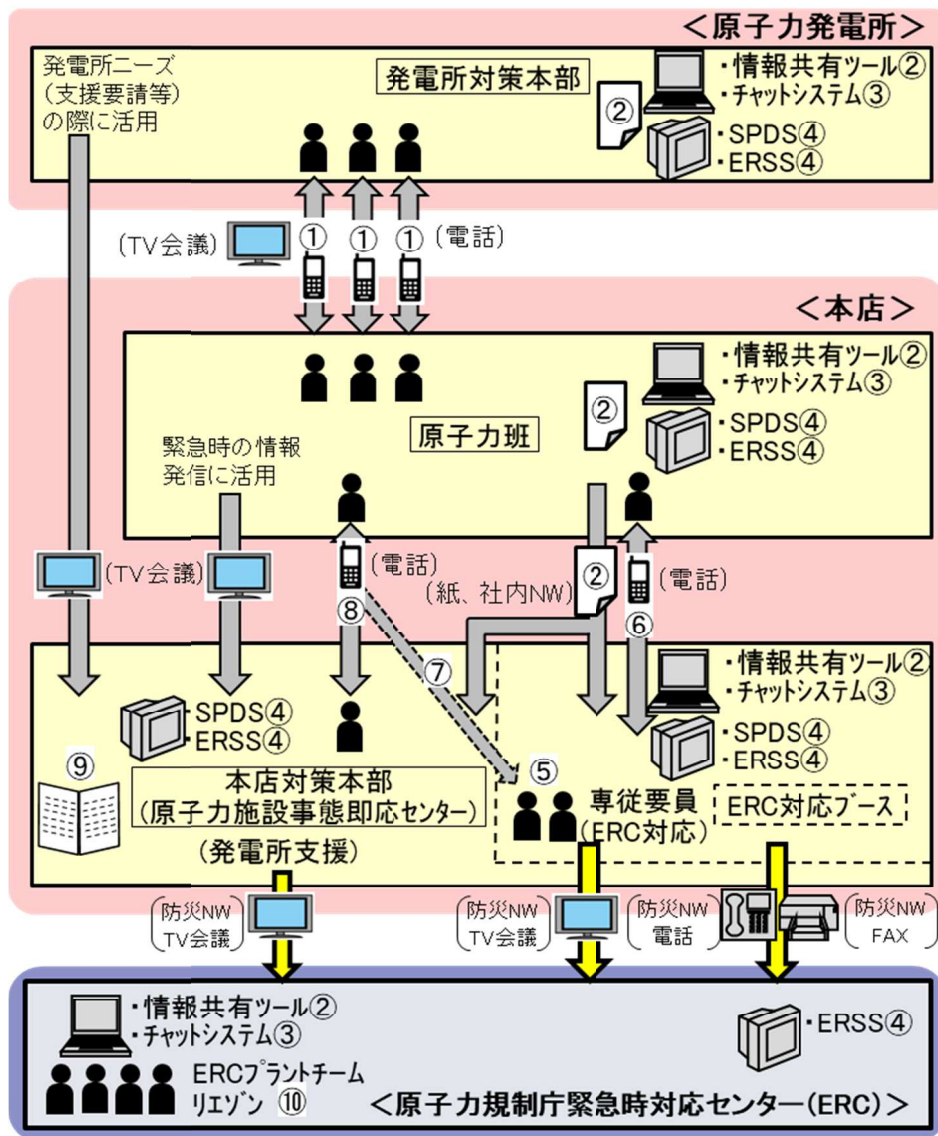 ＜原子力発電所＞
発電所ニーズ
(支援要請等)
の際に活用
発電所対策本部
②
・情報共有ツール②
・チャットシステム③
・SPDS④
・ERSS④
(TV会議)
①
①
①
(電話)
＜本店＞
・情報共有ツール②
・チャットシステム③
②
・SPDS④
・ERSS④
原子力班
緊急時の情報
発信に活用
(TV会議)
(電話)
⑧
(紙、社内NW)
②
(電話)
⑥
⑦
・情報共有ツール②
・チャットシステム③
・SPDS④
・ERSS④
・SPDS④
・ERSS④
⑨
本店対策本部
(原子力施設事態即応センター)
(発電所支援)
⑤
専従要員
(ERC対応)
ERC対応ブース
(防災NW
TV会議)
(防災NW
TV会議)
(防災NW
電話)
(防災NW
FAX)
・情報共有ツール②
・チャットシステム③
・ERSS④
ERCプラントチーム
リエゾン ⑩
＜原子力規制庁緊急時対応センター(ERC)＞